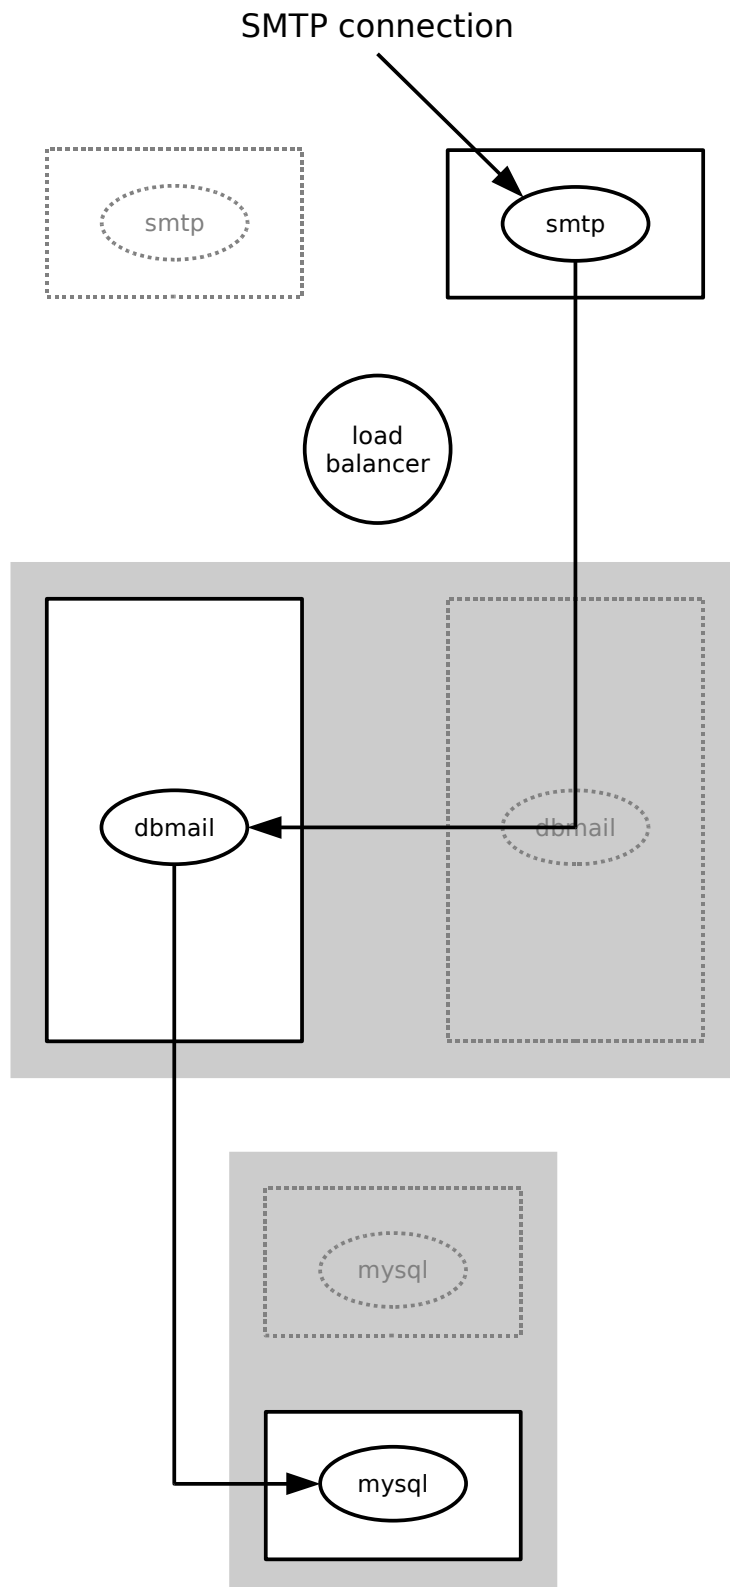 SMTP connection
smtp
smtp
load
balancer
dbmail
dbmail
mysql
mysql